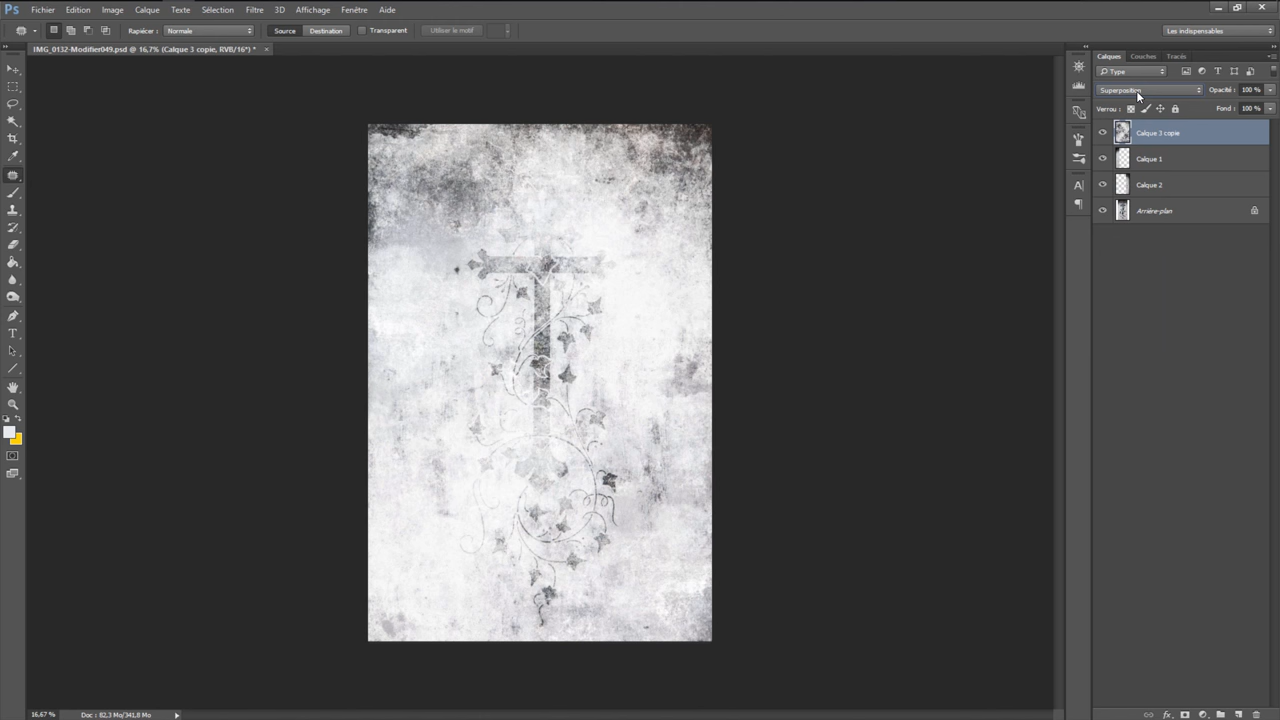 Ps Fichier Edition Image Calque Texte Sélection Filtre 3D Affichage Fenêtre Aide
Rapiécer : Normale Source Destination Transparent Utiliser le motif Les indispensables
IMG_0132-Modifier049.psd @ 16,7% (Calque 3 copie, RVB/16*) * ×
Calques Couches Tracés
Type T
Superposition Opacité : 100 %
Verrou : Fond : 100 %
Calque 3 copie
Calque 1
Calque 2
Arrière-plan
16,67 % Doc : 82,3 Mo/341,8 Mo